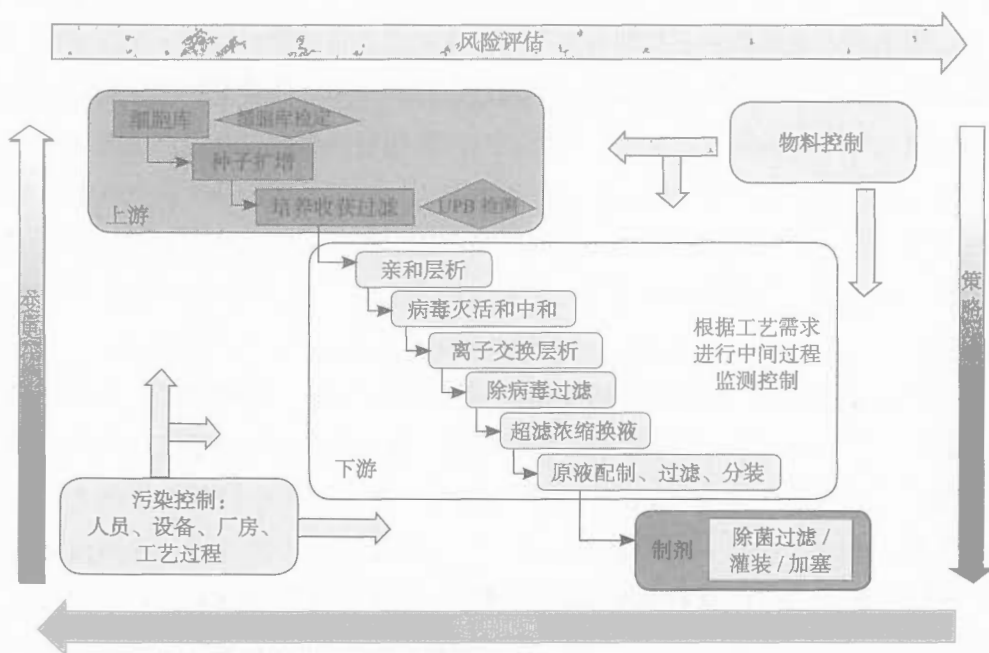 风险评估
细胞库
细胞库检定
物料控制
种子扩增
培养收获过滤
UPB 检测
上游
亲和层析
病毒灭活和中和
根据工艺需求
进行中间过程
监测控制
离子交换层析
除病毒过滤
超滤浓缩换液
下游
原液配制、过滤、分装
污染控制：
人员、设备、厂房、
工艺过程
制剂
除菌过滤 /
灌装 / 加塞
策略